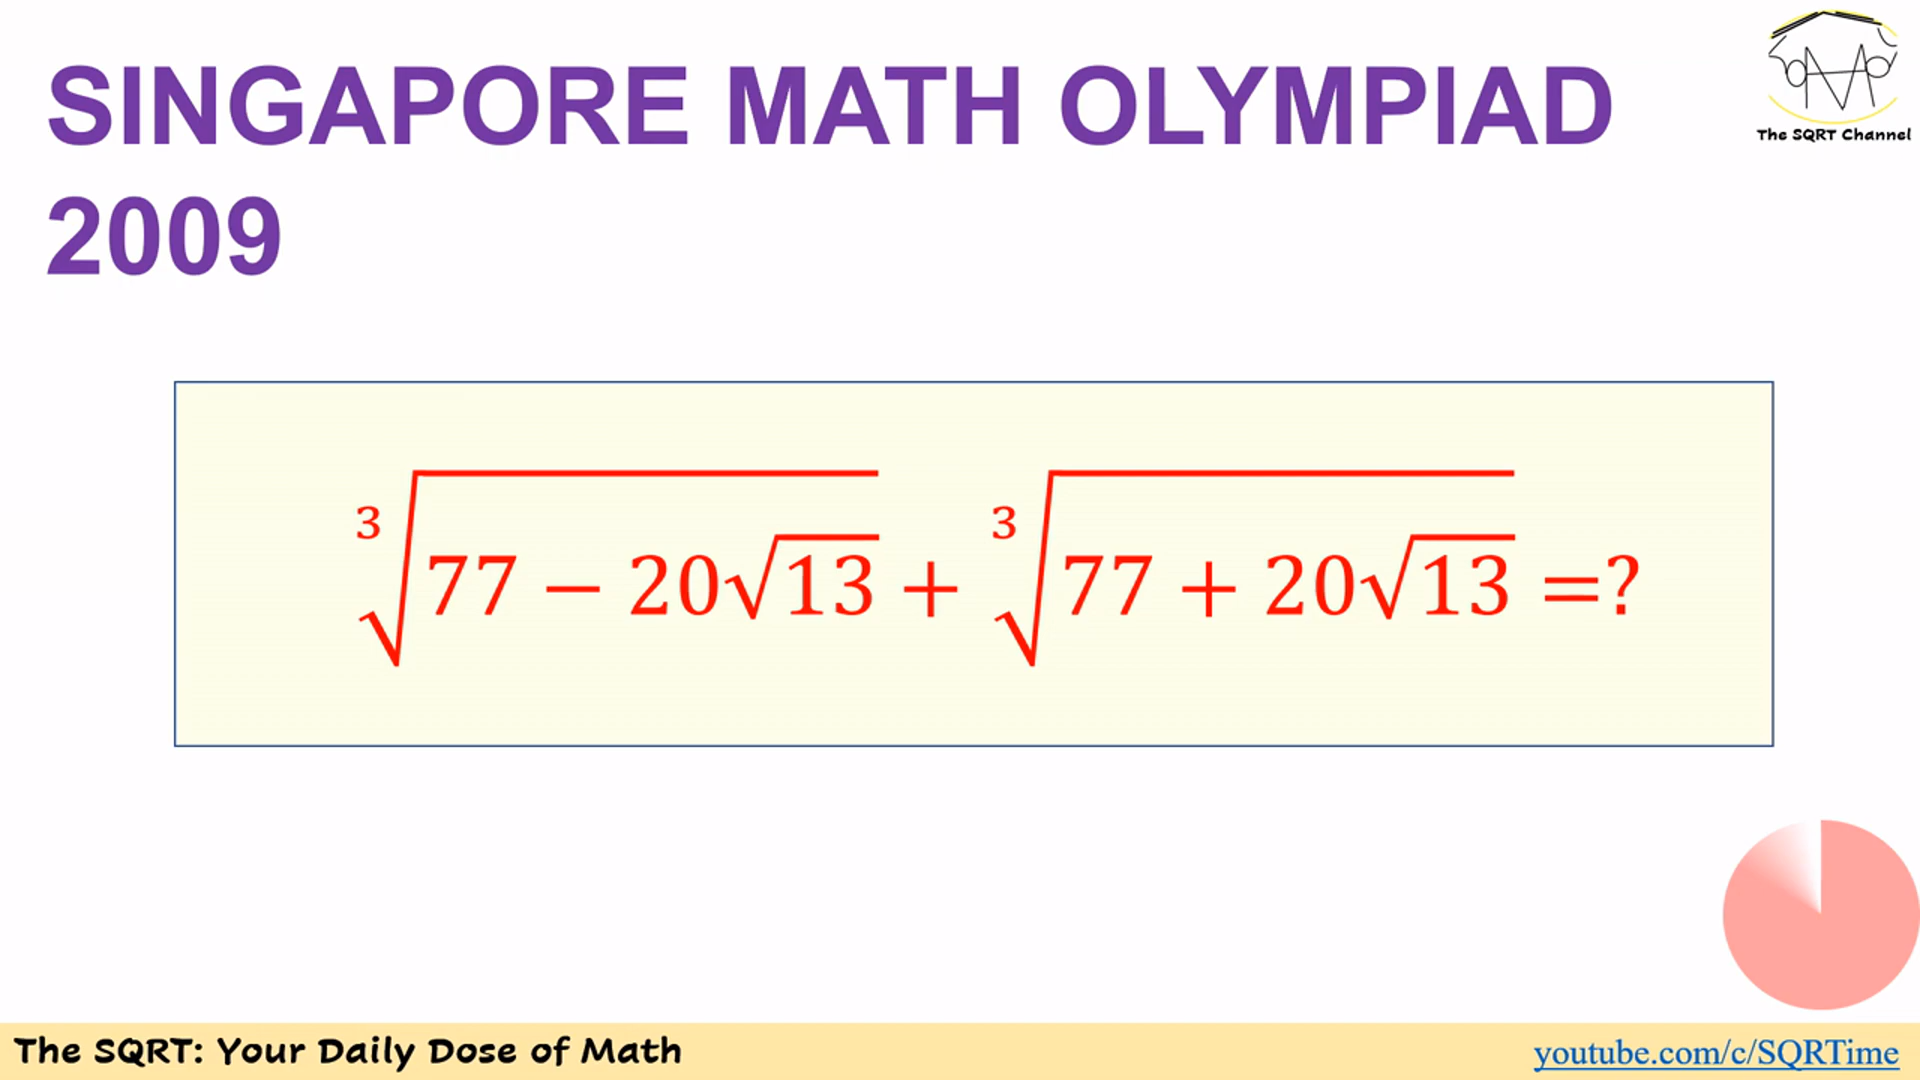 SINGAPORE MATH OLYMPIAD
2009
The SQRT Channel
∛(77 − 20√13) + ∛(77 + 20√13) =?
The SQRT: Your Daily Dose of Math
youtube.com/c/SQRTime